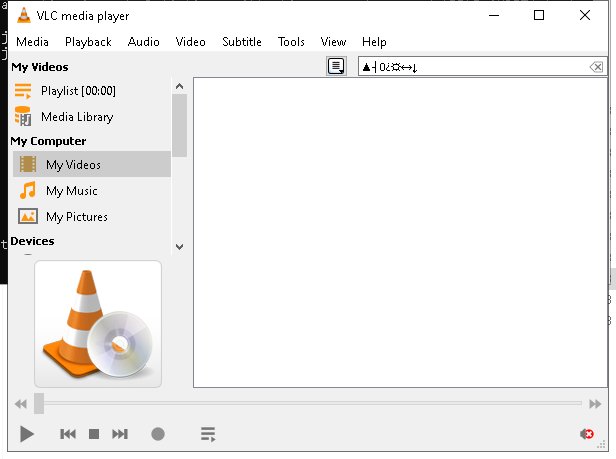 VLC media player
Media Playback Audio Video Subtitle Tools View Help
My Videos
▲┤0¿☼↔↓
Playlist [00:00]
Media Library
My Computer
My Videos
My Music
My Pictures
Devices